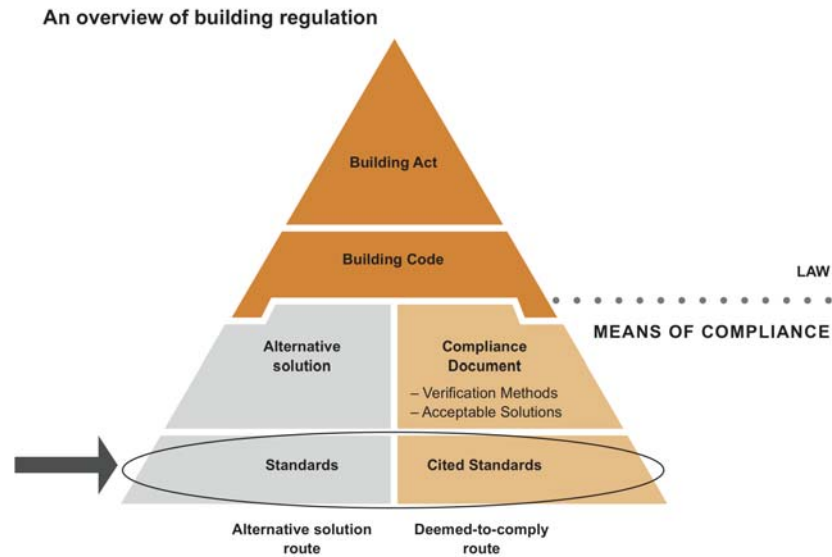 An overview of building regulation
Building Act
Building Code
LAW
MEANS OF COMPLIANCE
Alternative
solution
Compliance
Document
– Verification Methods
– Acceptable Solutions
Standards
Cited Standards
Alternative solution
route
Deemed-to-comply
route